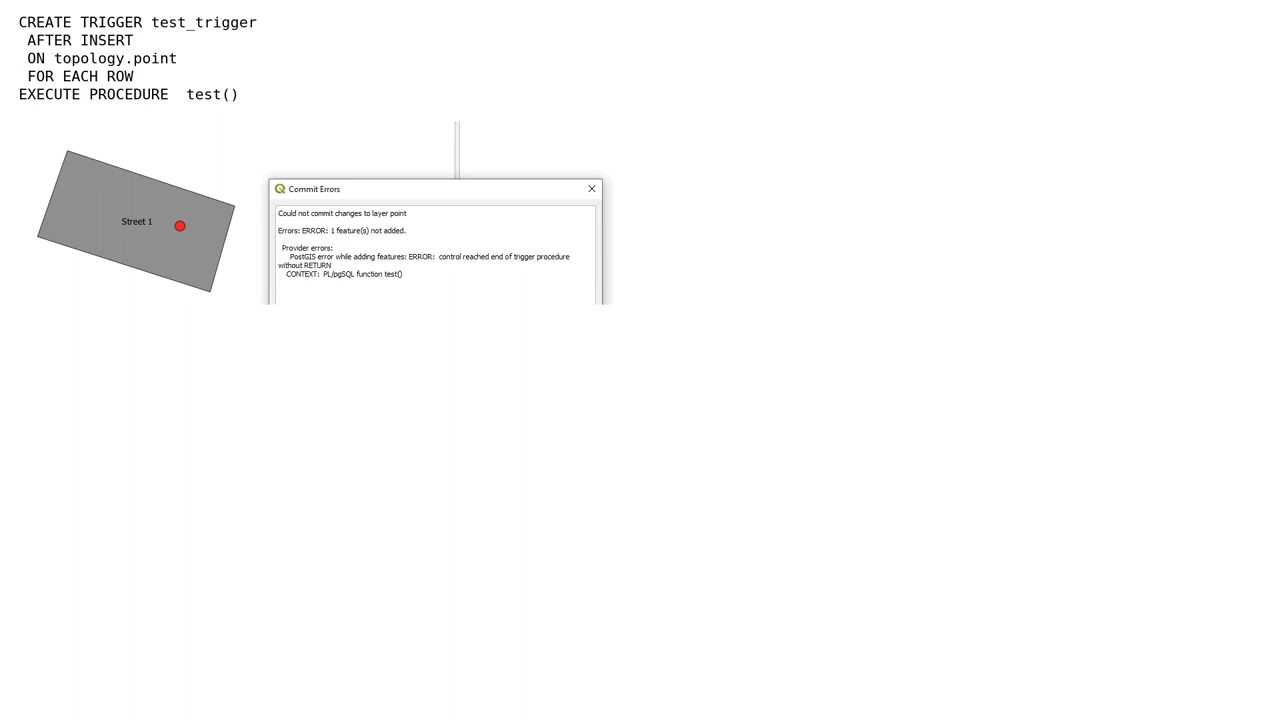 CREATE TRIGGER test_trigger
AFTER INSERT
ON topology.point
FOR EACH ROW
EXECUTE PROCEDURE  test()
Street 1
Commit Errors
Could not commit changes to layer point
Errors: ERROR: 1 feature(s) not added.
Provider errors:
PostGIS error while adding features: ERROR:  control reached end of trigger procedure
without RETURN
CONTEXT:  PL/pgSQL function test()